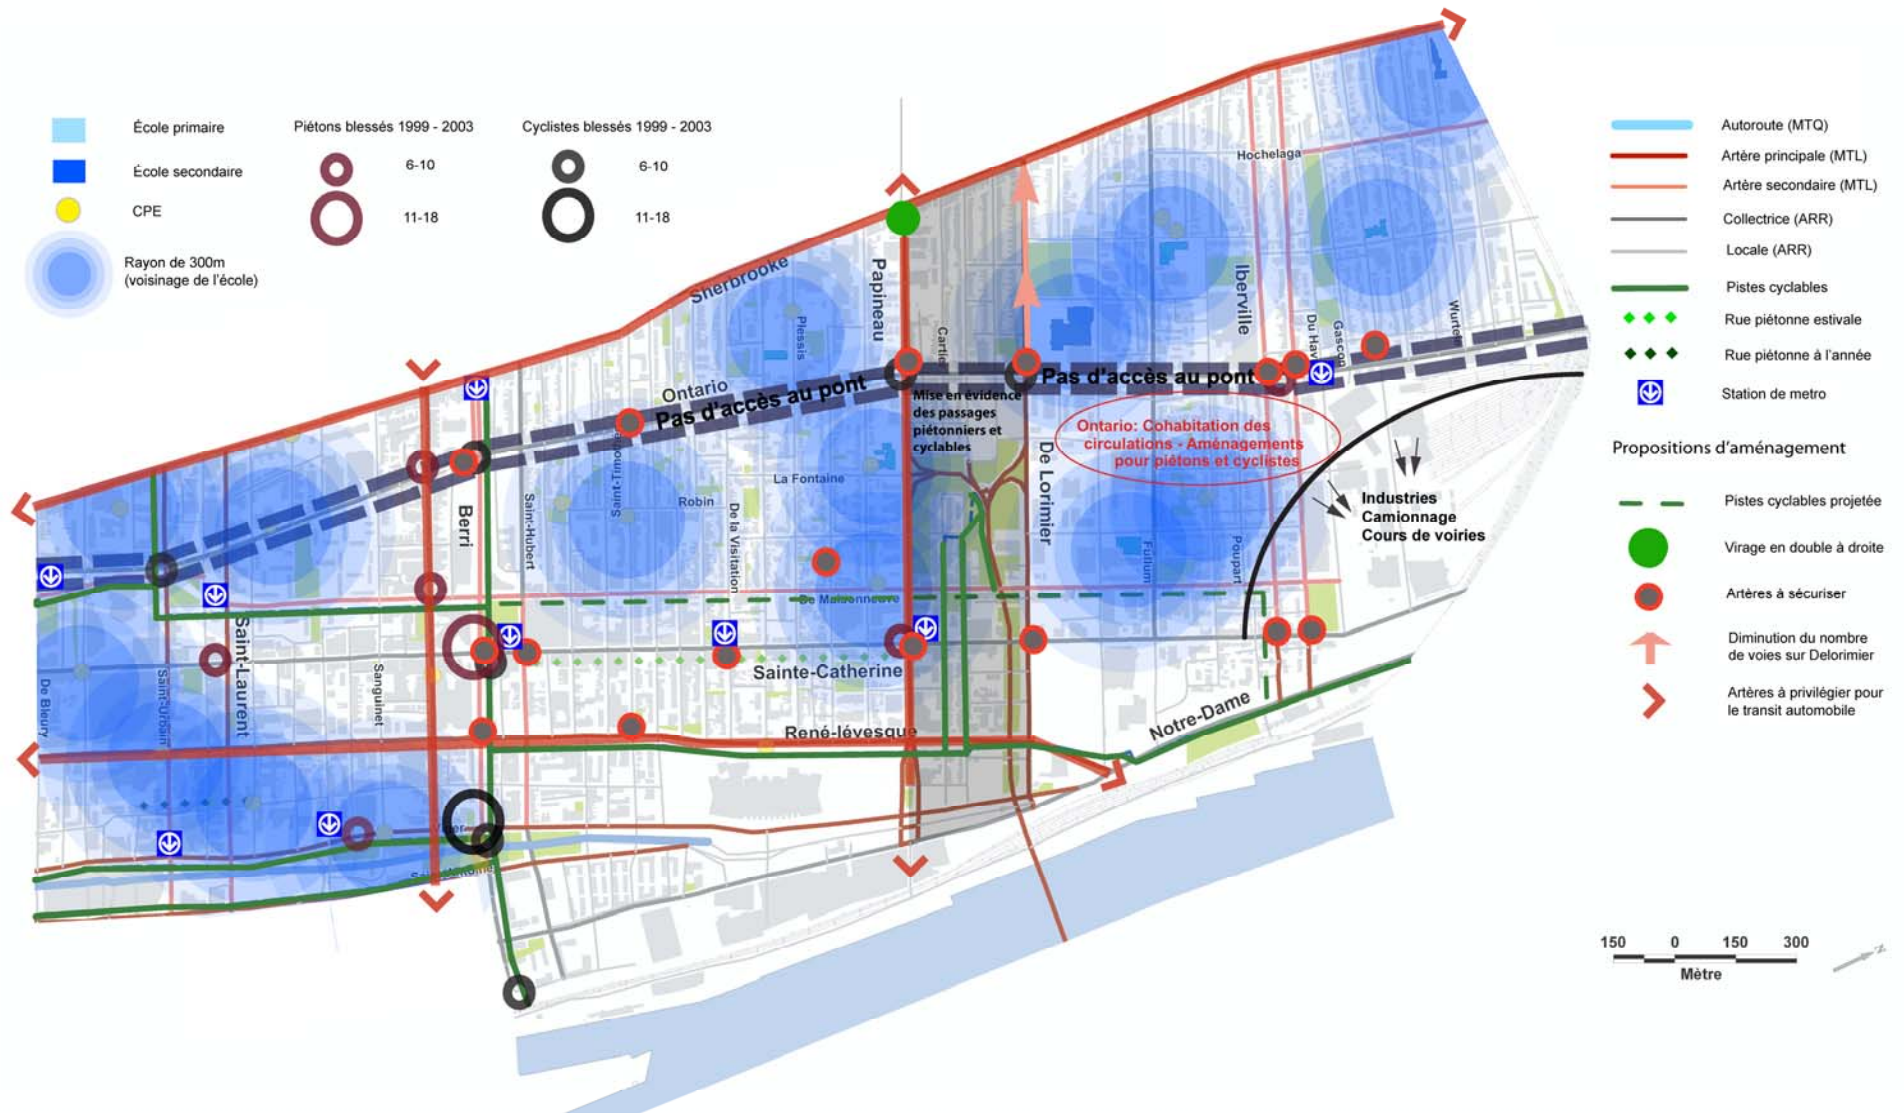 École primaire
École secondaire
CPE
Rayon de 300m
(voisinage de l'école)
Piétons blessés 1999 - 2003
6-10
11-18
Cyclistes blessés 1999 - 2003
6-10
11-18
Autoroute (MTQ)
Artère principale (MTL)
Artère secondaire (MTL)
Collectrice (ARR)
Locale (ARR)
Pistes cyclables
Rue piétonne estivale
Rue piétonne à l'année
Station de metro
Propositions d'aménagement
Pistes cyclables projetée
Virage en double à droite
Artères à sécuriser
Diminution du nombre
de voies sur Delorimier
Artères à privilégier pour
le transit automobile
150 0 150 300
Mètre
N
Sherbrooke
Papineau
Plessis
Cartier
Hochelaga
Iberville
Gascon
Ontario
Pas d'accès au pont
Pas d'accès au pont
Mise en évidence
des passages
piétonniers et
cyclables
Ontario: Cohabitation des
circulations - Aménagements
pour piétons et cyclistes
De Lorimier
Industries
Camionnage
Cours de voiries
La Fontaine
Robin
Berri
Saint-Hubert
De la Visitation
Fullum
Poupart
De Maisonneuve
Saint-Laurent
Sanguinet
De Bleury
Sainte-Catherine
René-lévesque
Notre-Dame